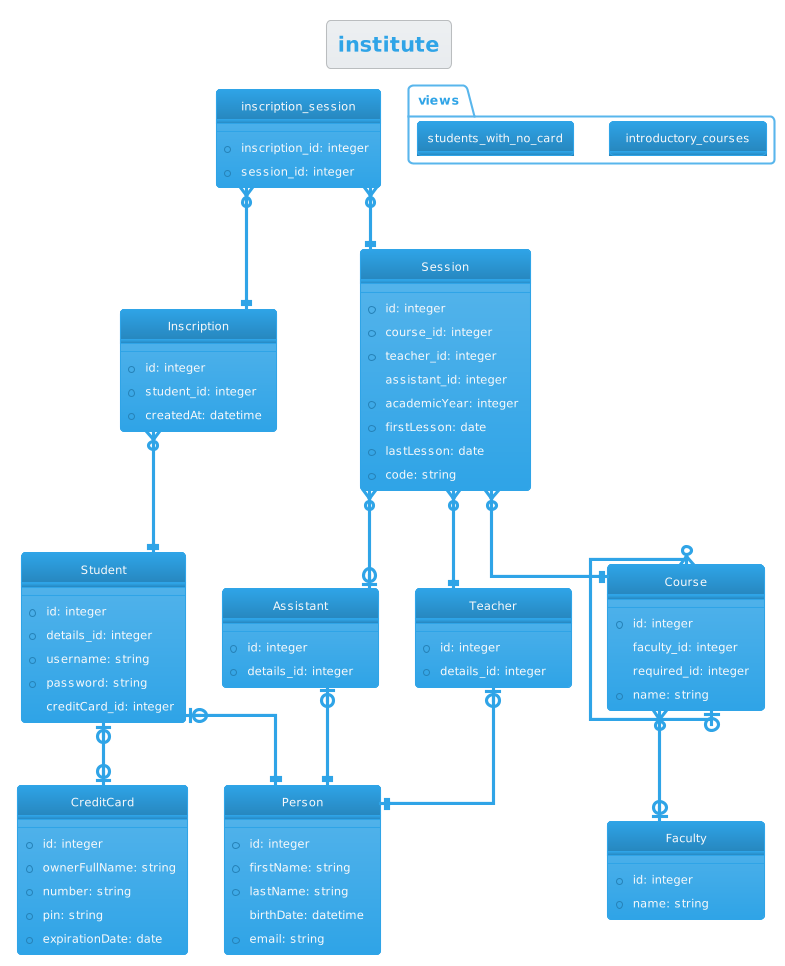 institute
inscription_session
inscription_id: integer
session_id: integer
views
students_with_no_card
introductory_courses
Session
id: integer
course_id: integer
teacher_id: integer
assistant_id: integer
academicYear: integer
firstLesson: date
lastLesson: date
code: string
Inscription
id: integer
student_id: integer
createdAt: datetime
Student
id: integer
details_id: integer
username: string
password: string
creditCard_id: integer
Assistant
id: integer
details_id: integer
Teacher
id: integer
details_id: integer
Course
id: integer
faculty_id: integer
required_id: integer
name: string
CreditCard
id: integer
ownerFullName: string
number: string
pin: string
expirationDate: date
Person
id: integer
firstName: string
lastName: string
birthDate: datetime
email: string
Faculty
id: integer
name: string